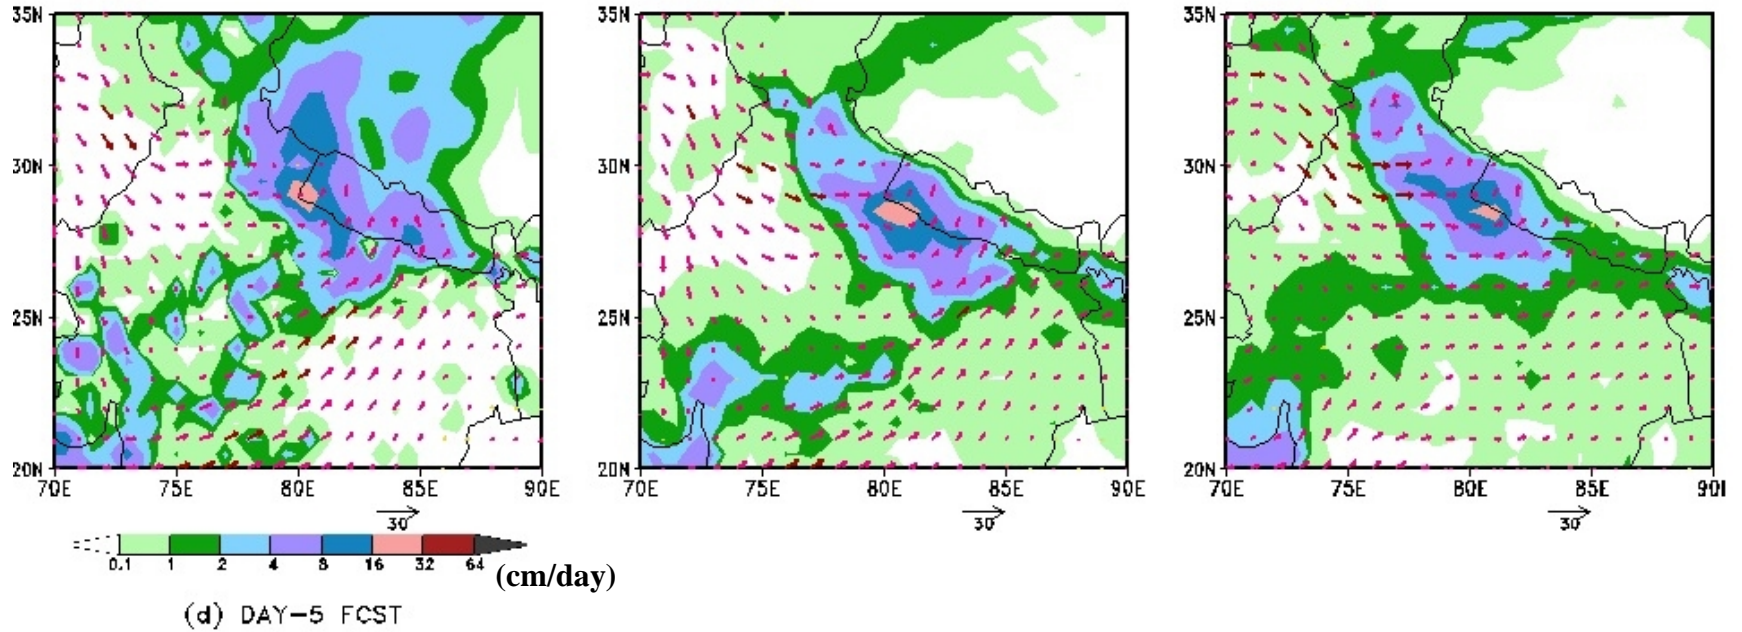 35N 35N 35N
30N 30N 30N
25N 25N 25N
20N 20N 20N
70E 75E 80E 85E 90E 70E 75E 80E 85E 90E 70E 75E 80E 85E 90I
30 30 30
0.1 1 2 4 8 16 32 64
(cm/day)
(d) DAY-5 FCST